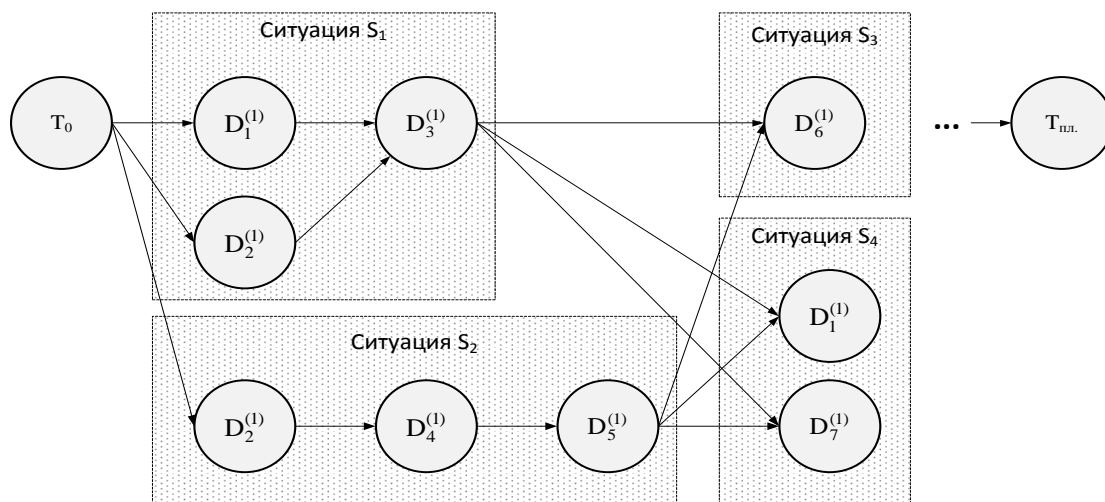 Ситуация S₁
Ситуация S₃
T₀
D₁⁽¹⁾
D₃⁽¹⁾
D₆⁽¹⁾
...
Tпл.
D₂⁽¹⁾
Ситуация S₄
D₁⁽¹⁾
Ситуация S₂
D₂⁽¹⁾
D₄⁽¹⁾
D₅⁽¹⁾
D₇⁽¹⁾